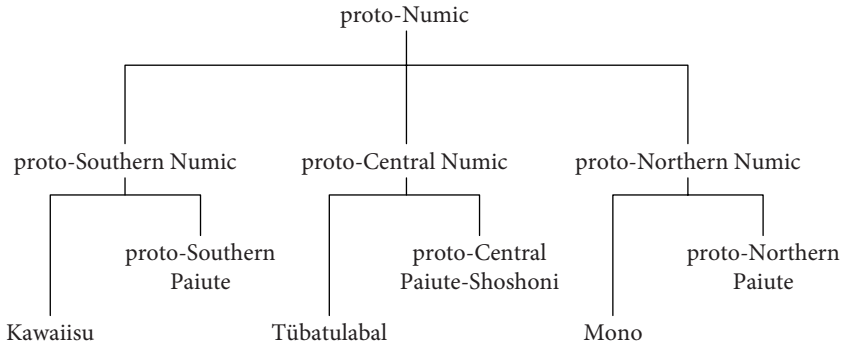 proto-Numic
proto-Southern Numic
proto-Central Numic
proto-Northern Numic
proto-Southern
Paiute
proto-Central
Paiute-Shoshoni
proto-Northern
Paiute
Kawaiisu
Tübatulabal
Mono